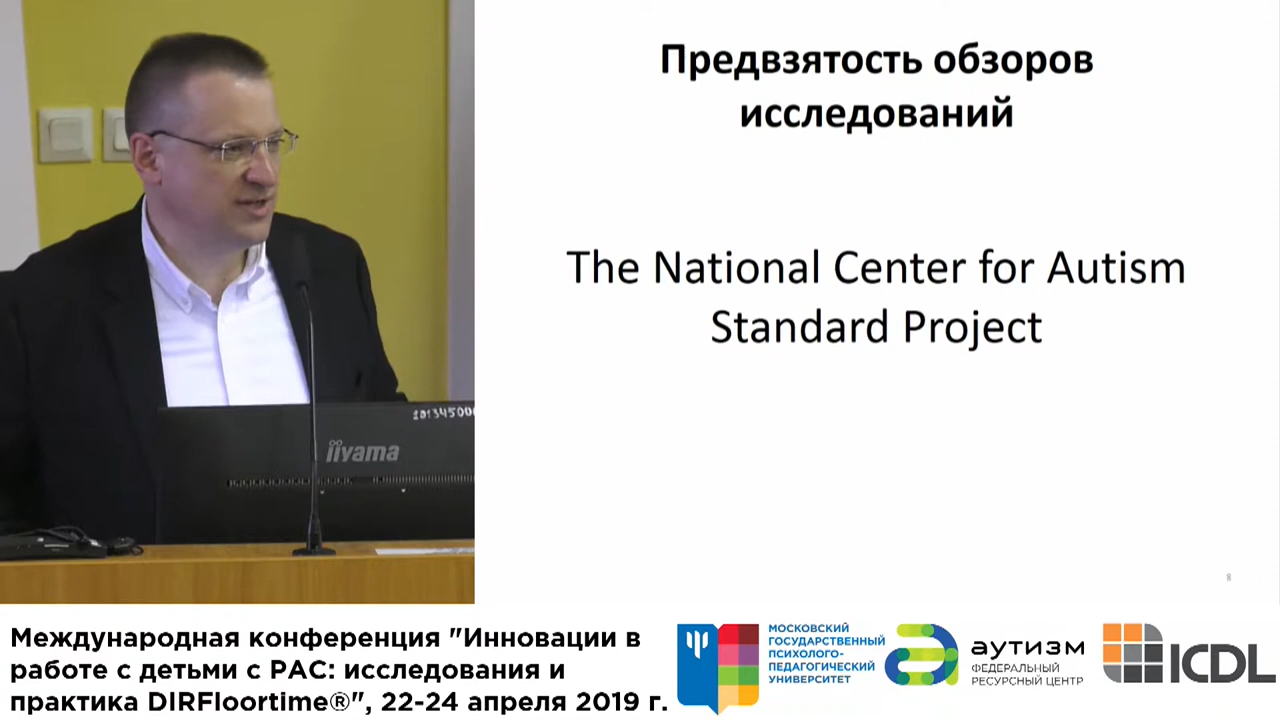 Предвзятость обзоров
исследований
The National Center for Autism
Standard Project
8
iiyama
Международная конференция "Инновации в
работе с детьми с РАС: исследования и
практика DIRFloortime®", 22-24 апреля 2019 г.
МОСКОВСКИЙ
ГОСУДАРСТВЕННЫЙ
ПСИХОЛОГО-
ПЕДАГОГИЧЕСКИЙ
УНИВЕРСИТЕТ
аутизм
ФЕДЕРАЛЬНЫЙ
РЕСУРСНЫЙ ЦЕНТР
ICDL